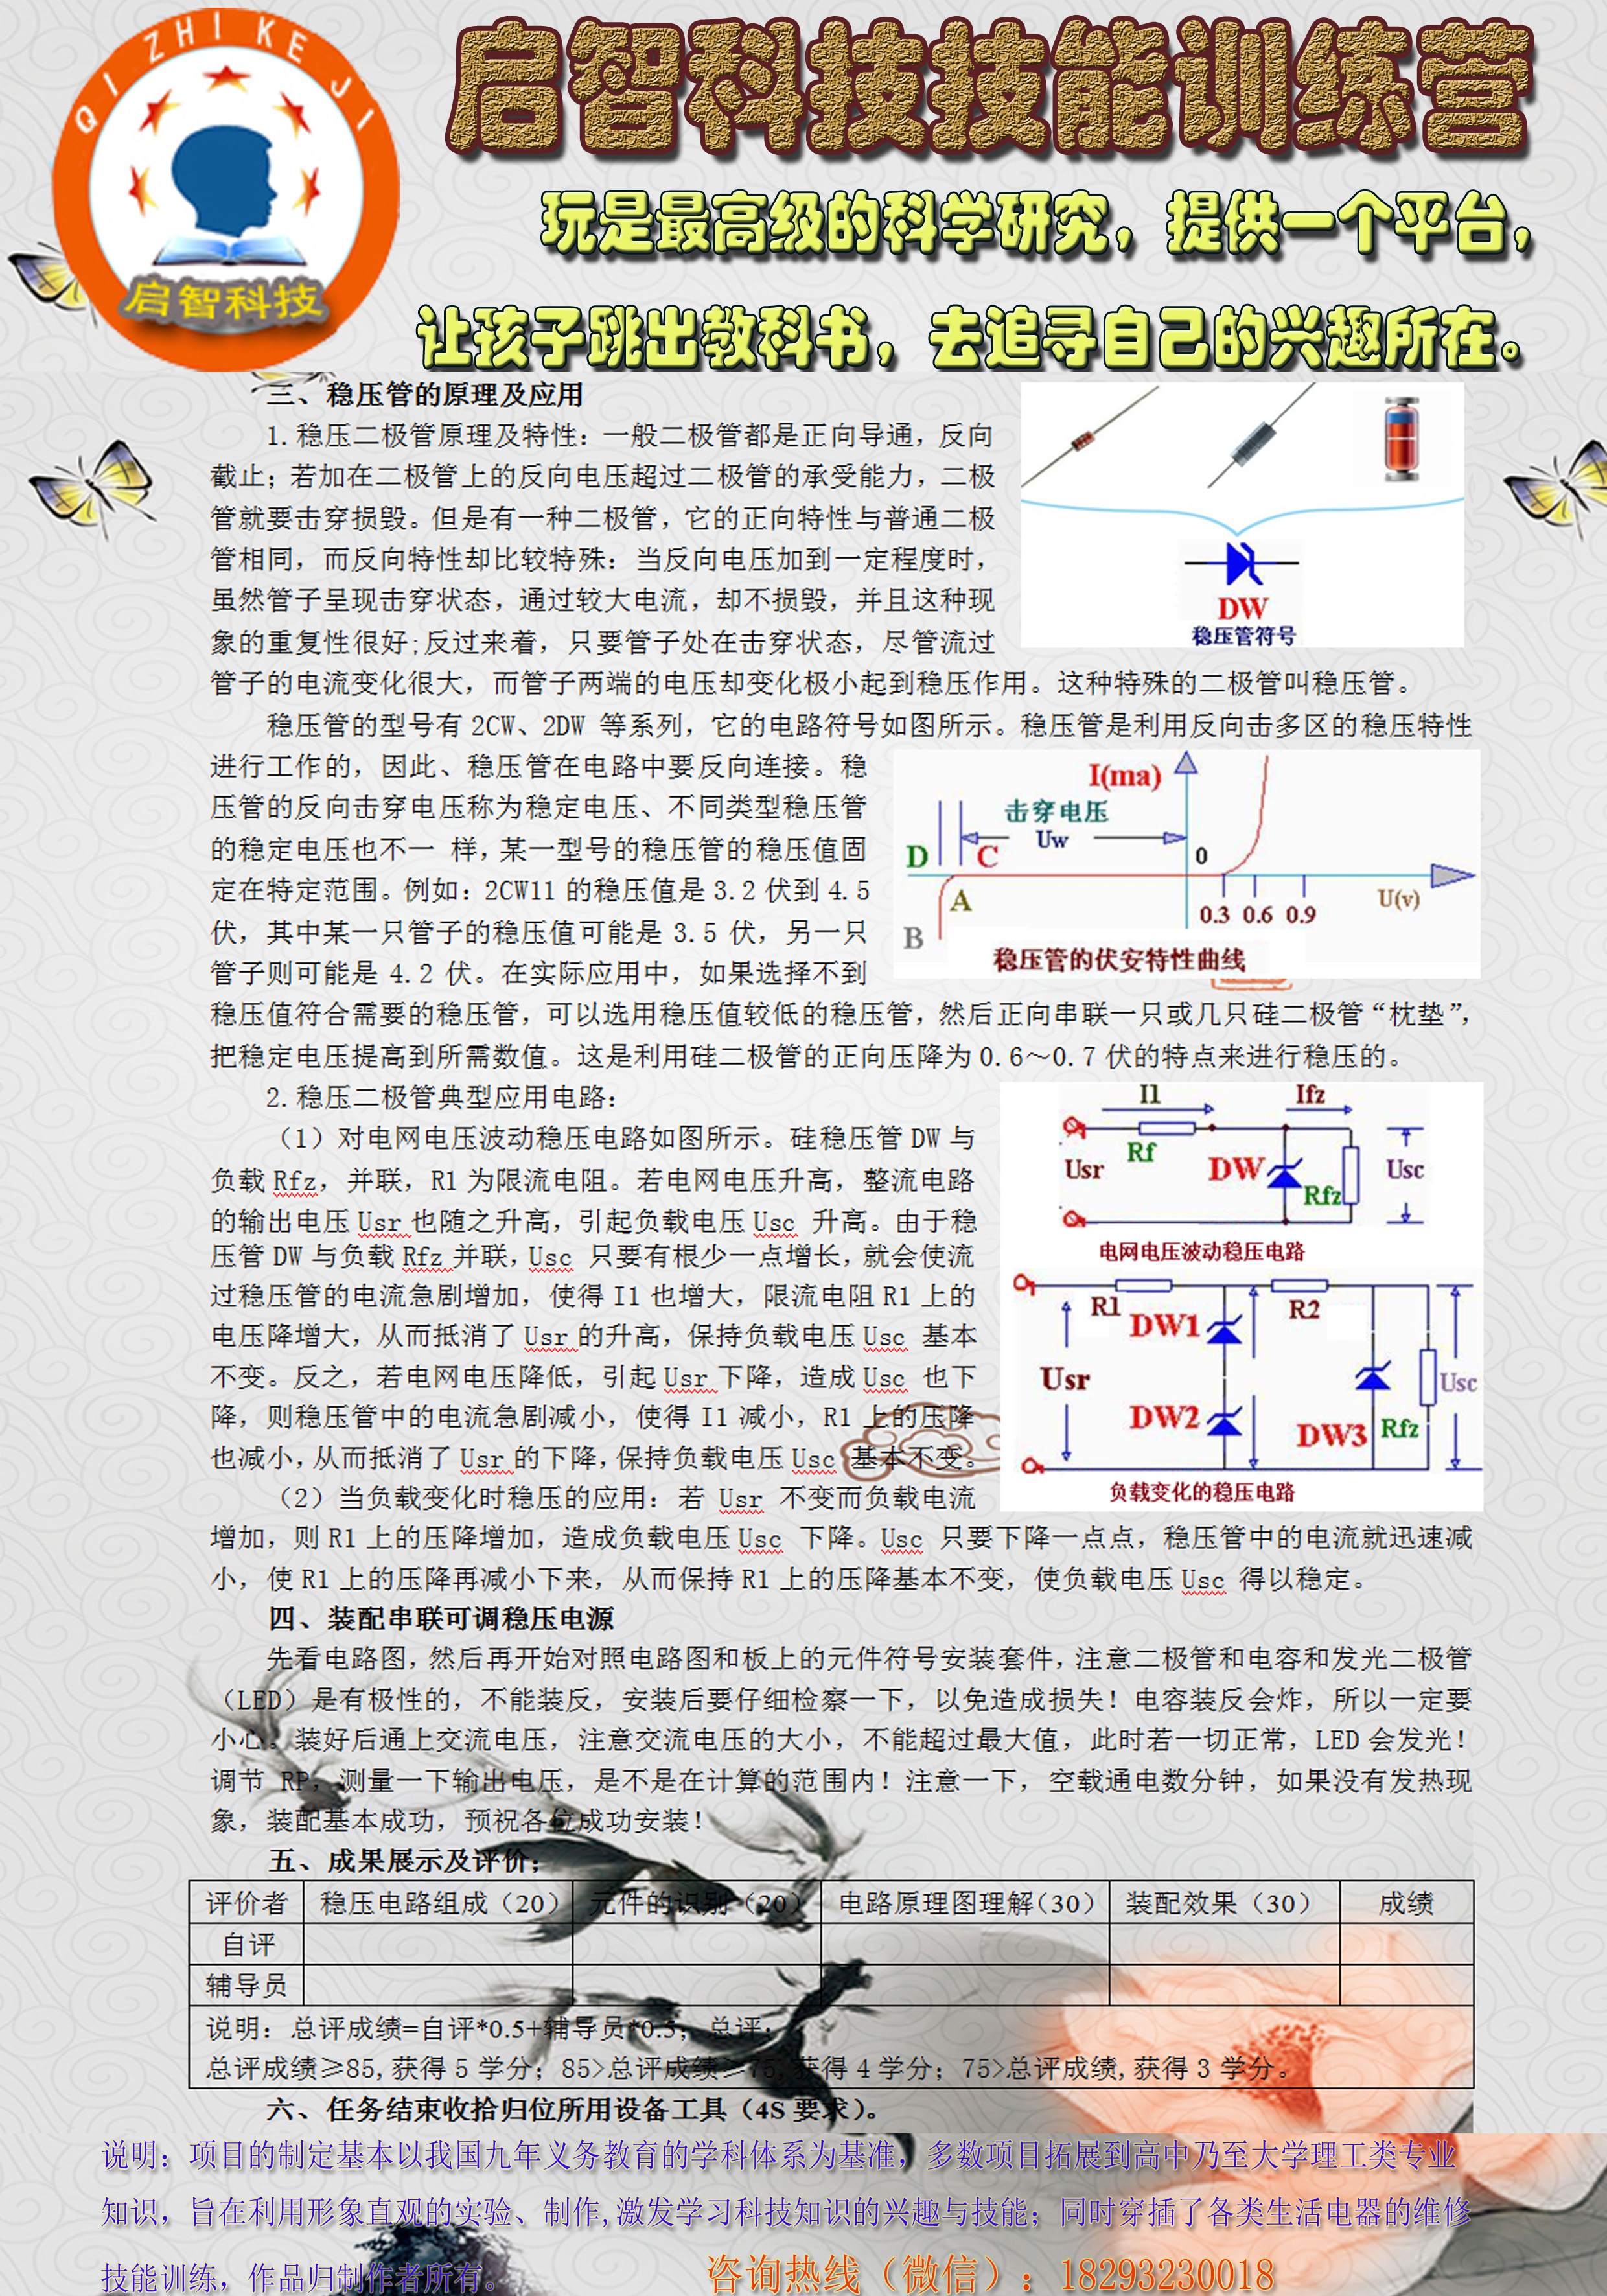 QI ZHI KE JI
启智科技
启智科技技能训练营
玩是最高级的科学研究，提供一个平台，
让孩子跳出教科书，去追寻自己的兴趣所在。
三、稳压管的原理及应用
1.稳压二极管原理及特性：一般二极管都是正向导通，反向
截止；若加在二极管上的反向电压超过二极管的承受能力，二极
管就要击穿损毁。但是有一种二极管，它的正向特性与普通二极
管相同，而反向特性却比较特殊：当反向电压加到一定程度时，
虽然管子呈现击穿状态，通过较大电流，却不损毁，并且这种现
象的重复性很好;反过来着，只要管子处在击穿状态，尽管流过
管子的电流变化很大，而管子两端的电压却变化极小起到稳压作用。这种特殊的二极管叫稳压管。
DW
稳压管符号
稳压管的型号有 2CW、2DW 等系列，它的电路符号如图所示。稳压管是利用反向击多区的稳压特性
进行工作的，因此、稳压管在电路中要反向连接。稳
压管的反向击穿电压称为稳定电压、不同类型稳压管
的稳定电压也不一 样，某一型号的稳压管的稳压值固
定在特定范围。例如：2CW11 的稳压值是 3.2 伏到 4.5
伏，其中某一只管子的稳压值可能是 3.5 伏，另一只
管子则可能是 4.2 伏。在实际应用中，如果选择不到
稳压值符合需要的稳压管，可以选用稳压值较低的稳压管，然后正向串联一只或几只硅二极管“枕垫”，
把稳定电压提高到所需数值。这是利用硅二极管的正向压降为 0.6～0.7 伏的特点来进行稳压的。
I(ma)
击穿电压
Uw
D
C
0
A
0.3 0.6 0.9
U(v)
B
稳压管的伏安特性曲线
2.稳压二极管典型应用电路：
（1）对电网电压波动稳压电路如图所示。硅稳压管 DW 与
负载 Rfz，并联，R1 为限流电阻。若电网电压升高，整流电路
的输出电压 Usr 也随之升高，引起负载电压 Usc 升高。由于稳
压管 DW 与负载 Rfz 并联，Usc 只要有根少一点增长，就会使流
过稳压管的电流急剧增加，使得 I1 也增大，限流电阻 R1 上的
电压降增大，从而抵消了 Usr 的升高，保持负载电压 Usc 基本
不变。反之，若电网电压降低，引起 Usr 下降，造成 Usc 也下
降，则稳压管中的电流急剧减小，使得 I1 减小，R1 上的压降
也减小，从而抵消了 Usr 的下降，保持负载电压 Usc 基本不变。
I1
Ifz
Rf
Usr
DW
Rfz
Usc
电网电压波动稳压电路
R1
R2
DW1
Usr
Usc
DW2
DW3
Rfz
负载变化的稳压电路
（2）当负载变化时稳压的应用：若 Usr 不变而负载电流
增加，则 R1 上的压降增加，造成负载电压 Usc 下降。Usc 只要下降一点点，稳压管中的电流就迅速减
小，使 R1 上的压降再减小下来，从而保持 R1 上的压降基本不变，使负载电压 Usc 得以稳定。
四、装配串联可调稳压电源
先看电路图，然后再开始对照电路图和板上的元件符号安装套件，注意二极管和电容和发光二极管
（LED）是有极性的，不能装反，安装后要仔细检察一下，以免造成损失！电容装反会炸，所以一定要
小心。装好后通上交流电压，注意交流电压的大小，不能超过最大值，此时若一切正常，LED 会发光！
调节 RP，测量一下输出电压，是不是在计算的范围内！注意一下，空载通电数分钟，如果没有发热现
象，装配基本成功，预祝各位成功安装！
五、成果展示及评价；
评价者 稳压电路组成（20） 元件的识别（20） 电路原理图理解（30） 装配效果（30） 成绩
自评
辅导员
说明：总评成绩=自评*0.5+辅导员*0.5；总评：
总评成绩≥85,获得 5 学分；85>总评成绩≥75,获得 4 学分；75>总评成绩,获得 3 学分。
六、任务结束收拾归位所用设备工具（4S 要求）。
说明：项目的制定基本以我国九年义务教育的学科体系为基准，多数项目拓展到高中乃至大学理工类专业
知识，旨在利用形象直观的实验、制作,激发学习科技知识的兴趣与技能；同时穿插了各类生活电器的维修
技能训练，作品归制作者所有。
咨询热线（微信）：18293230018